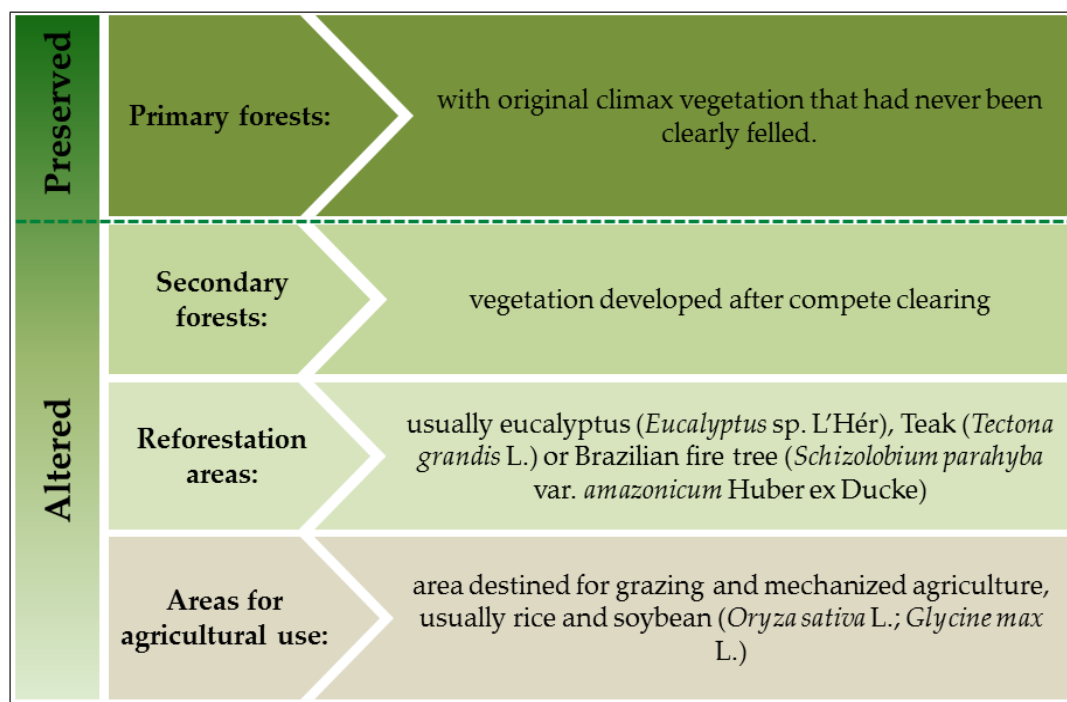 Preserved
Primary forests:
with original climax vegetation that had never been
clearly felled.
Altered
Secondary
forests:
vegetation developed after compete clearing
Reforestation
areas:
usually eucalyptus (Eucalyptus sp. L'Hér), Teak (Tectona
grandis L.) or Brazilian fire tree (Schizolobium parahyba
var. amazonicum Huber ex Ducke)
Areas for
agricultural use:
area destined for grazing and mechanized agriculture,
usually rice and soybean (Oryza sativa L.; Glycine max
L.)